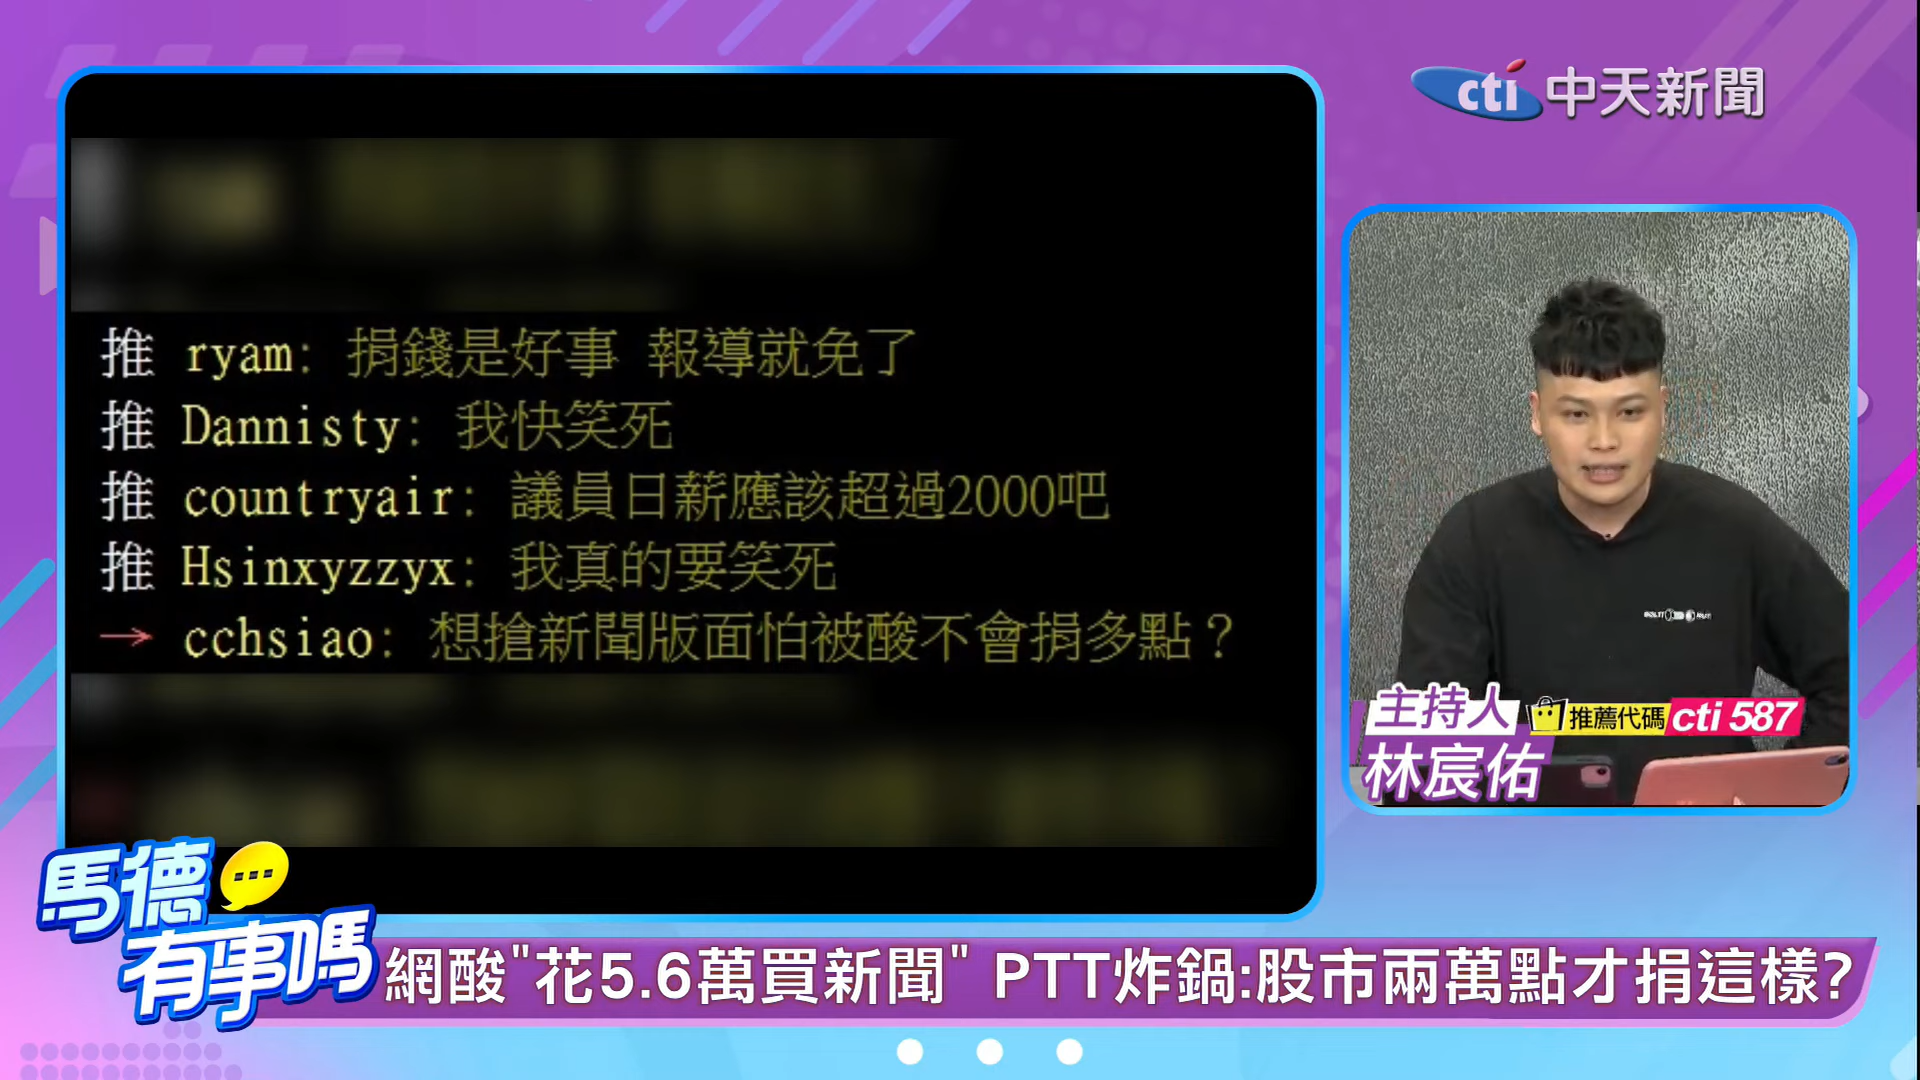 cti 中天新聞
推 ryam: 捐錢是好事 報導就免了
推 Dannisty: 我快笑死
推 countryair: 議員日薪應該超過2000吧
推 Hsinxyzzyx: 我真的要笑死
→ cchsiao: 想搶新聞版面怕被酸不會捐多點？
主持人
推薦代碼 cti 587
林宸佑
馬德
有事嗎
網酸"花5.6萬買新聞" PTT炸鍋:股市兩萬點才捐這樣?